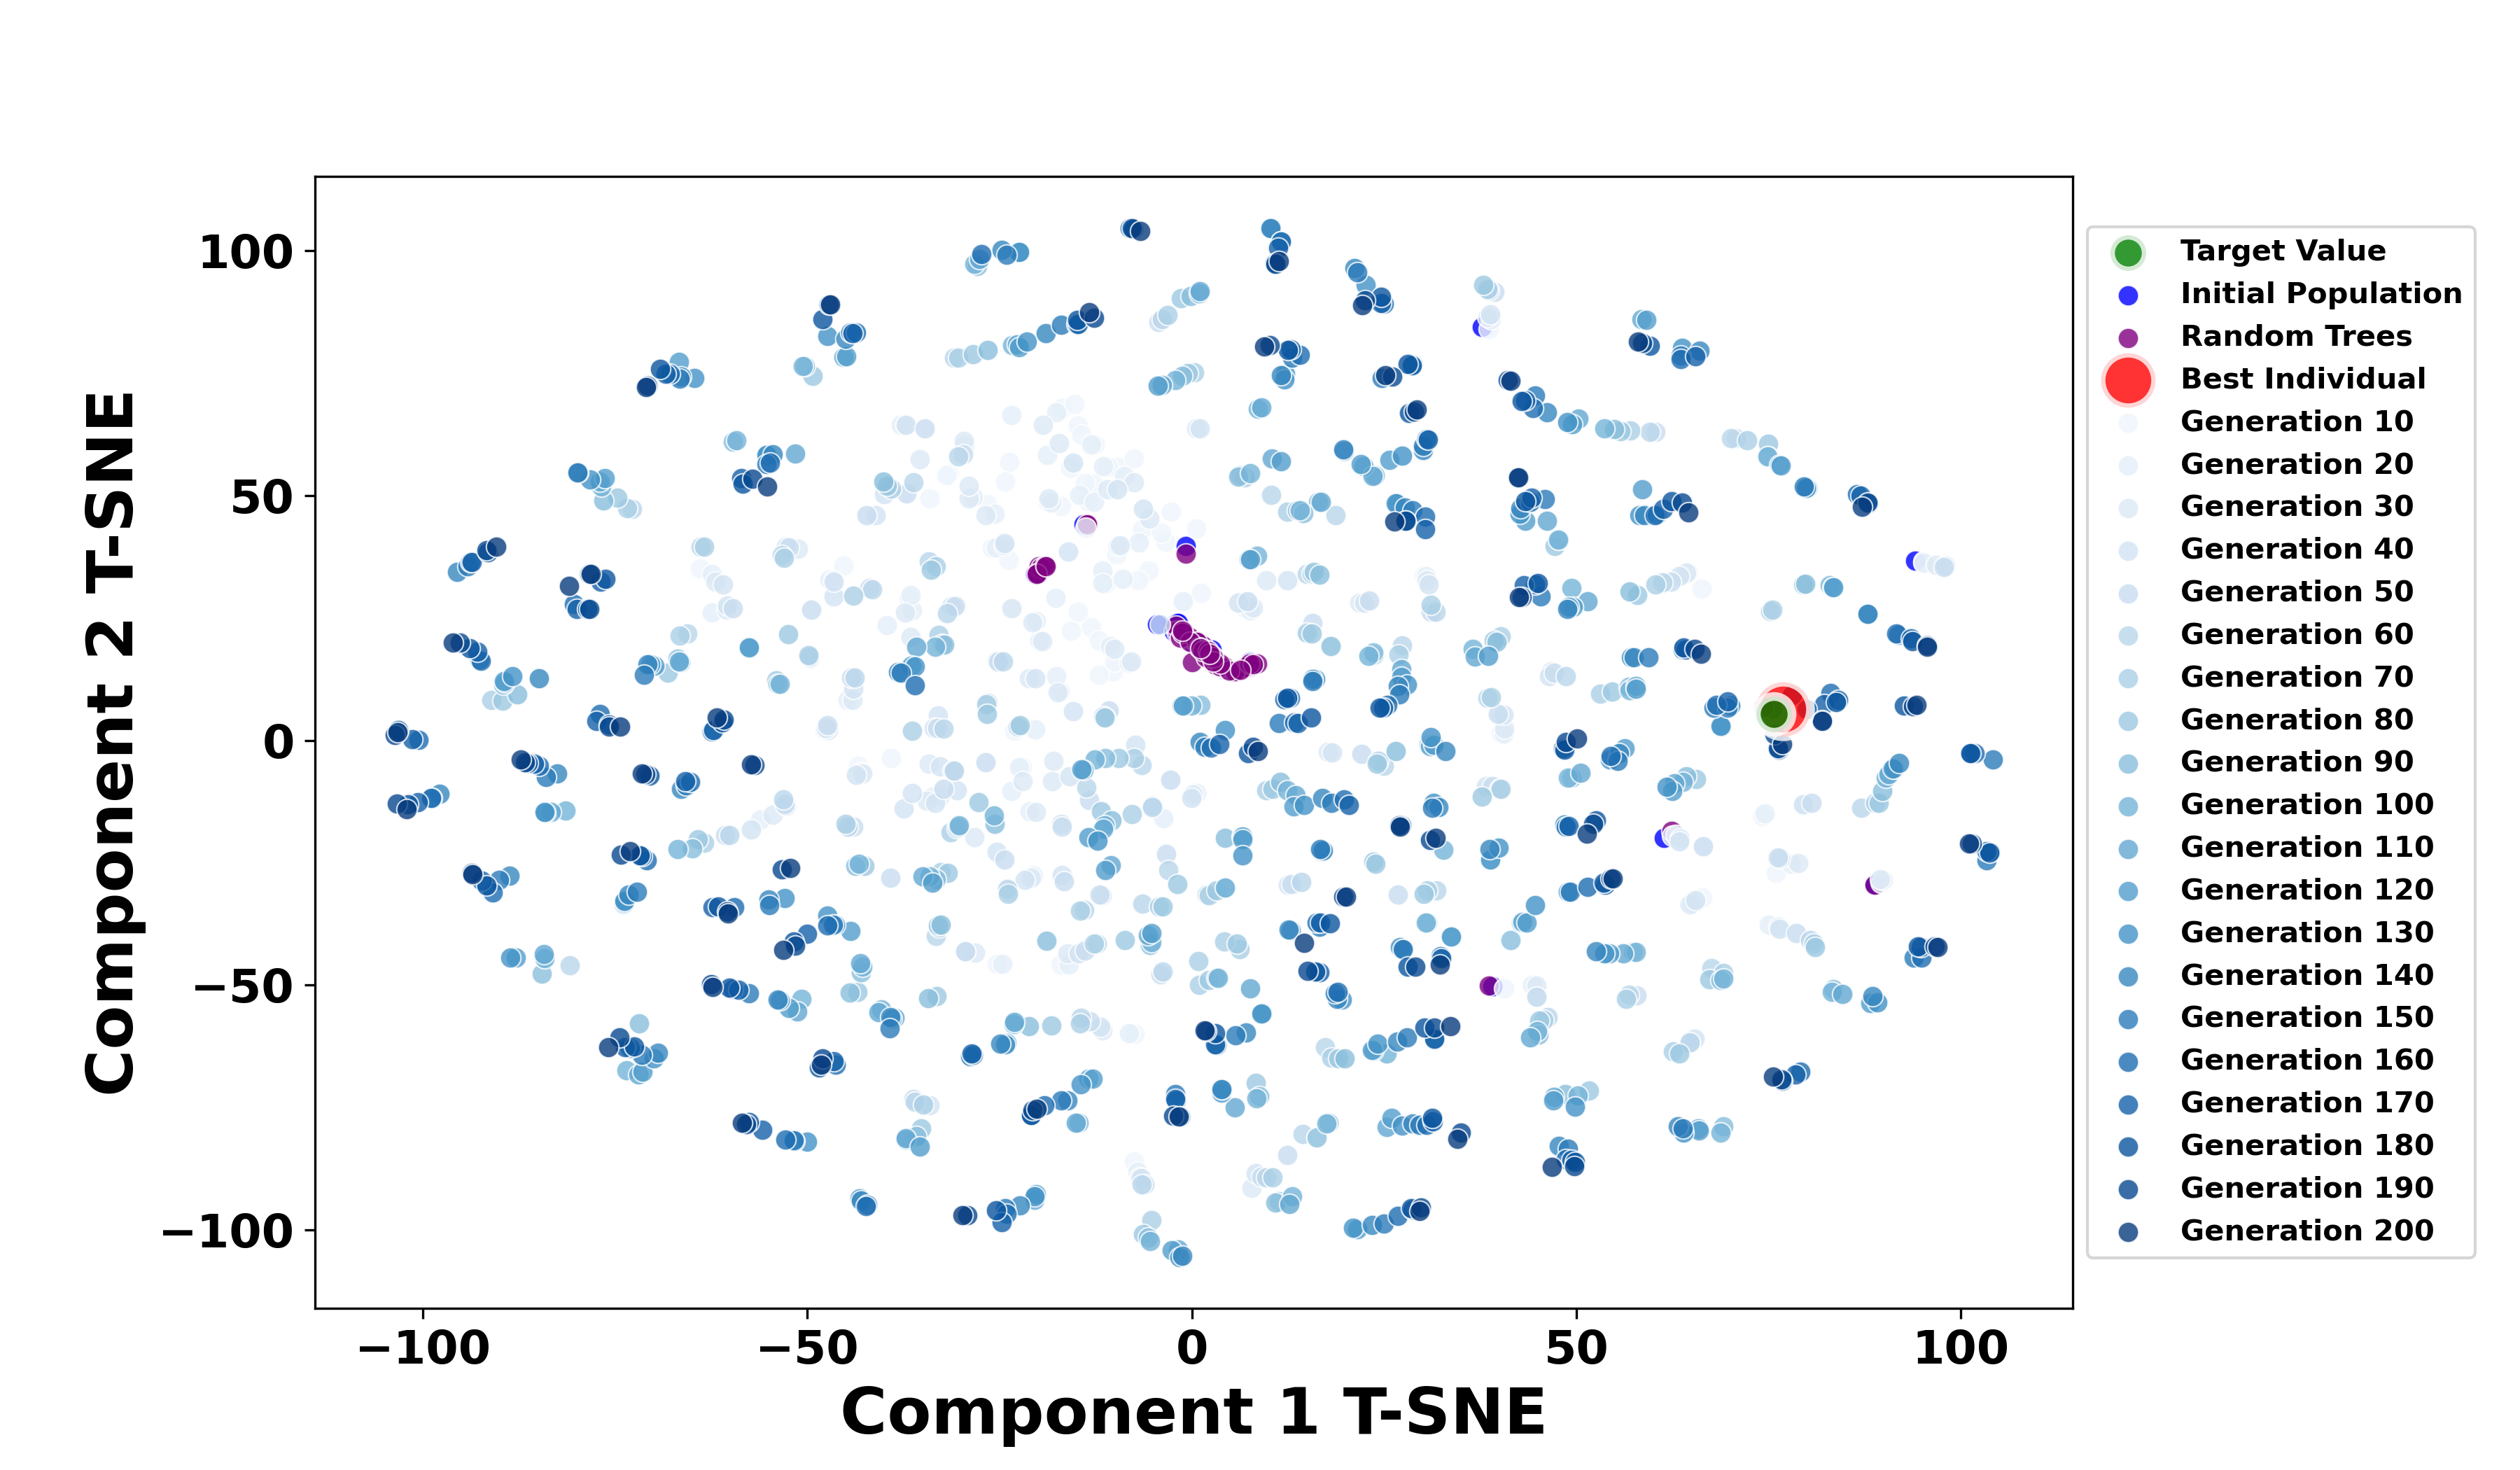 Component 2 T-SNE
100
50
0
−50
−100
−100
−50
0
50
100
Component 1 T-SNE
Target Value
Initial Population
Random Trees
Best Individual
Generation 10
Generation 20
Generation 30
Generation 40
Generation 50
Generation 60
Generation 70
Generation 80
Generation 90
Generation 100
Generation 110
Generation 120
Generation 130
Generation 140
Generation 150
Generation 160
Generation 170
Generation 180
Generation 190
Generation 200